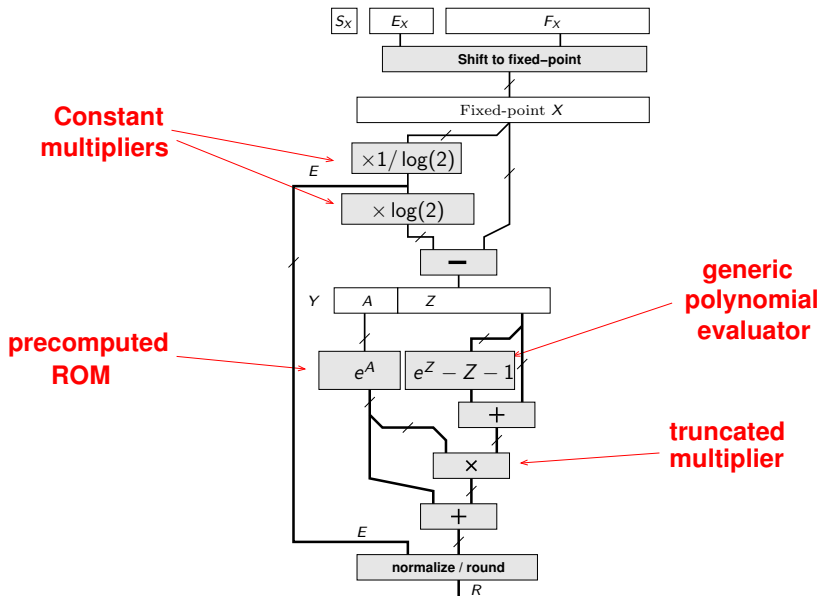 S_X E_X F_X
Shift to fixed–point
Fixed-point X
Constant
multipliers
×1/ log(2)
E
× log(2)
−
generic
polynomial
evaluator
Y A Z
precomputed
ROM
e^A e^Z − Z − 1
+
truncated
multiplier
×
+
E
normalize / round
R